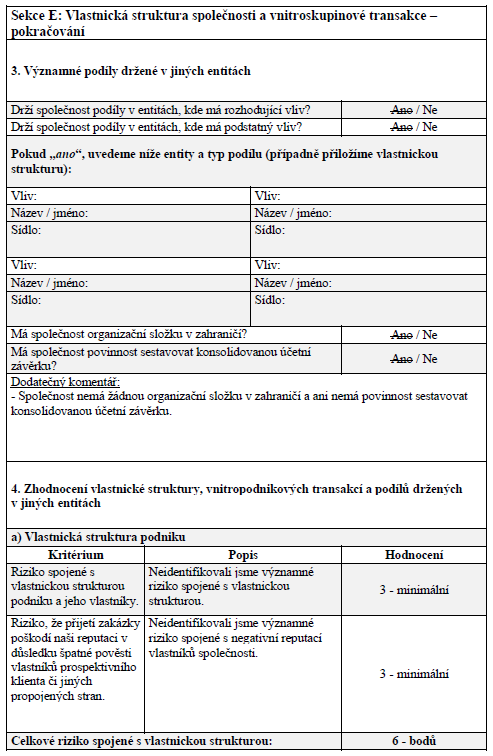 Sekce E: Vlastnická struktura společnosti a vnitroskupinové transakce –
pokračování
3. Významné podíly držené v jiných entitách
Drží společnost podíly v entitách, kde má rozhodující vliv? Ano / Ne
Drží společnost podíly v entitách, kde má podstatný vliv? Ano / Ne
Pokud „ano“, uvedeme níže entity a typ podílu (případně přiložíme vlastnickou
strukturu):
Vliv: Vliv:
Název / jméno: Název / jméno:
Sídlo: Sídlo:
Vliv: Vliv:
Název / jméno: Název / jméno:
Sídlo: Sídlo:
Má společnost organizační složku v zahraničí? Ano / Ne
Má společnost povinnost sestavovat konsolidovanou účetní
závěrku? Ano / Ne
Dodatečný komentář:
- Společnost nemá žádnou organizační složku v zahraničí a ani nemá povinnost sestavovat
konsolidovanou účetní závěrku.
4. Zhodnocení vlastnické struktury, vnitropodnikových transakcí a podílů držených
v jiných entitách
a) Vlastnická struktura podniku
Kritérium Popis Hodnocení
Riziko spojené s
vlastnickou strukturou
podniku a jeho vlastníky.
Neidentifikovali jsme významné
riziko spojené s vlastnickou
strukturou.
3 - minimální
Riziko, že přijetí zakázky
poškodí naši reputaci v
důsledku špatné pověsti
vlastníků prospektivního
klienta či jiných
propojených stran.
Neidentifikovali jsme významné
riziko spojené s negativní reputací
vlastníků společnosti.
3 - minimální
Celkové riziko spojené s vlastnickou strukturou: 6 - bodů